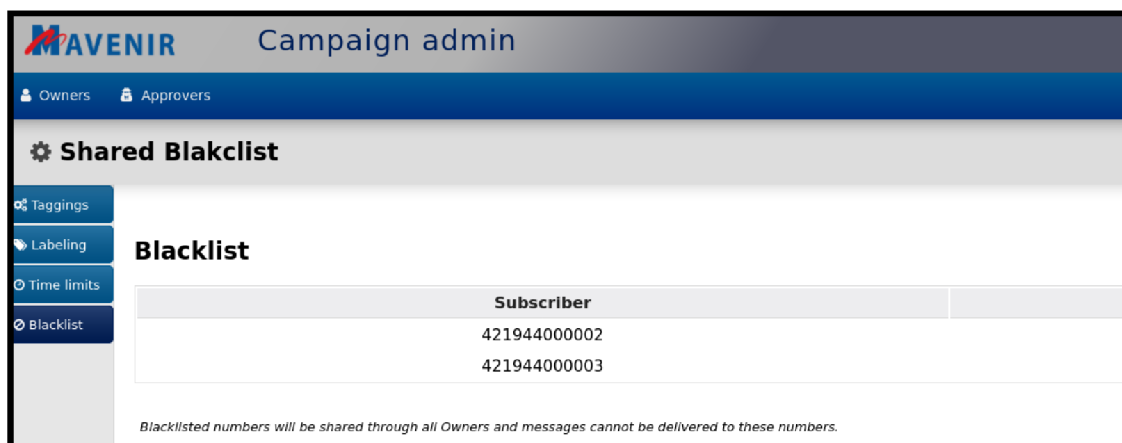 MAVENIR Campaign admin
Owners Approvers
Shared Blakclist
Taggings
Labeling
Time limits
Blacklist
Blacklist
Subscriber
421944000002
421944000003
Blacklisted numbers will be shared through all Owners and messages cannot be delivered to these numbers.